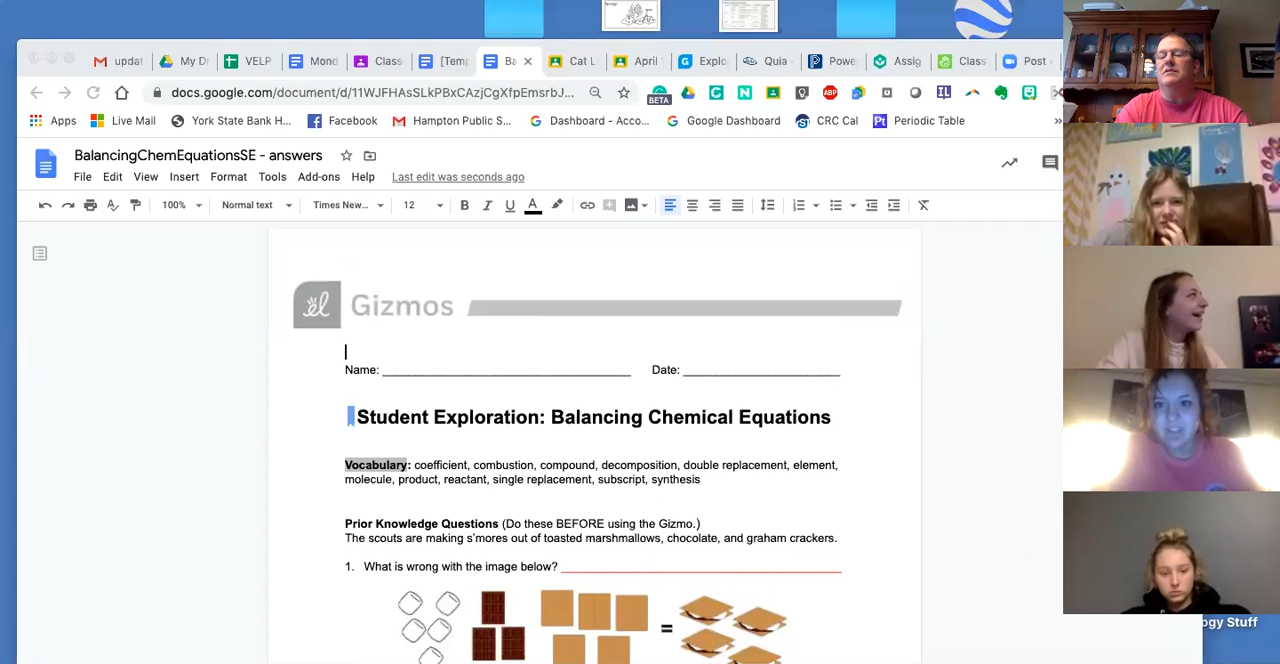 updat
My Dr
VELP
Mond
Class
[Tem
Ba
Cat L
April
Explo
Quia
Powe
Assig
Class
Post
docs.google.com/document/d/11WJFHAsSLkPBxCAzjCgXfpEmsrbJ...
BETA
ABP
Apps Live Mail York State Bank H... Facebook Hampton Public S... Dashboard - Acco... Google Dashboard CRC Cal Periodic Table »
BalancingChemEquationsSE - answers
File Edit View Insert Format Tools Add-ons Help Last edit was seconds ago
100% Normal text Times New... 12 B I U A
el Gizmos
Name: Date:
Student Exploration: Balancing Chemical Equations
Vocabulary: coefficient, combustion, compound, decomposition, double replacement, element,
molecule, product, reactant, single replacement, subscript, synthesis
Prior Knowledge Questions (Do these BEFORE using the Gizmo.)
The scouts are making s'mores out of toasted marshmallows, chocolate, and graham crackers.
1. What is wrong with the image below?
=
ogy Stuff